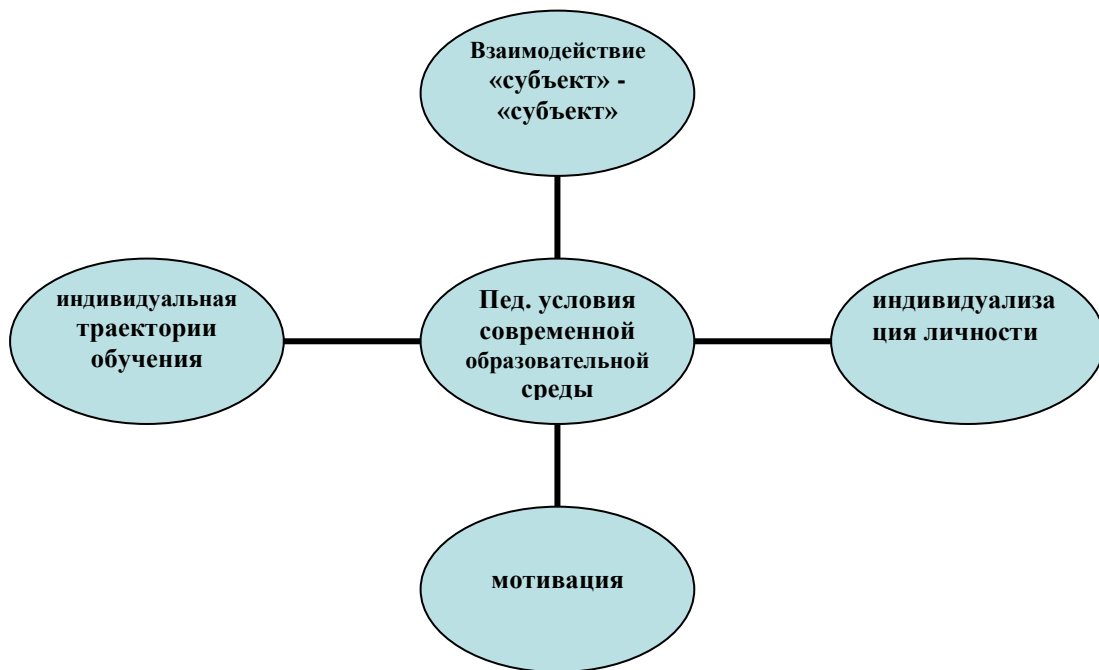 Взаимодействие
«субъект» -
«субъект»
индивидуальная
траектории
обучения
Пед. условия
современной
образовательной
среды
индивидуализа
ция личности
мотивация